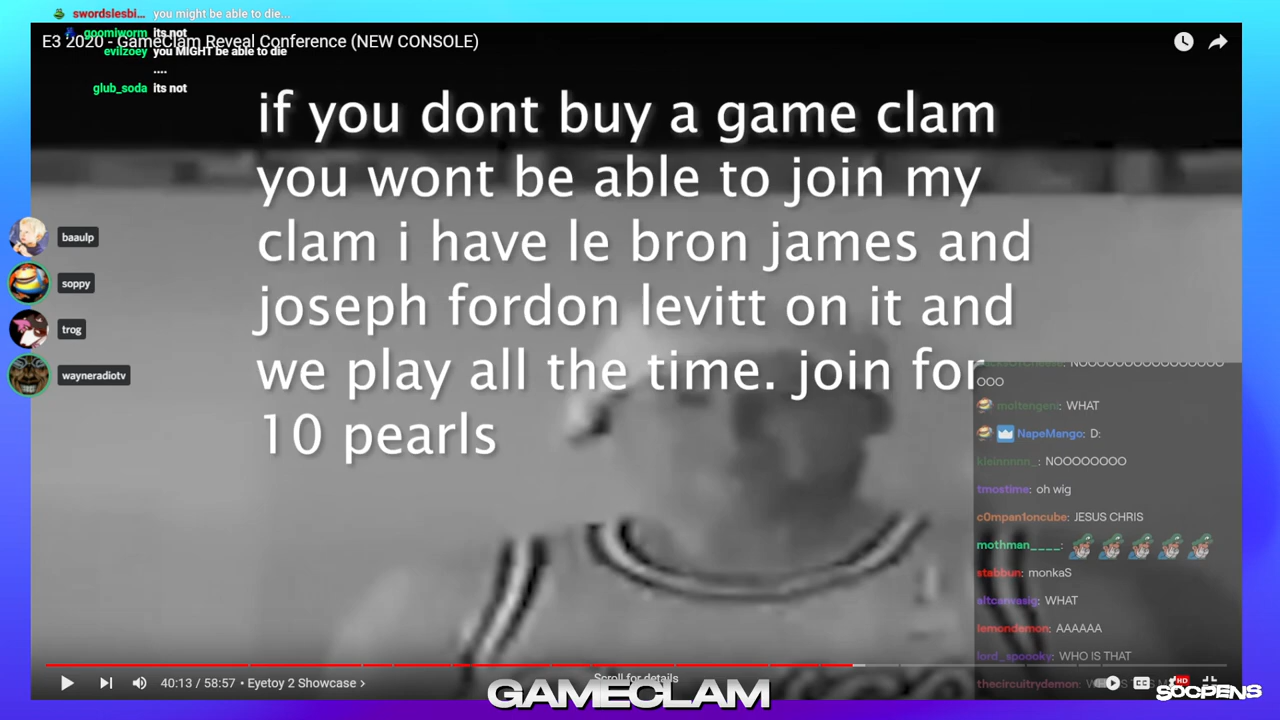 swordslesbi... you might be able to die...
goomiworm its not
evilzoey you MIGHT be able to die
....
glub_soda its not
E3 2020 - GameClam Reveal Conference (NEW CONSOLE)
if you dont buy a game clam
you wont be able to join my
clam i have le bron james and
joseph fordon levitt on it and
we play all the time. join for
10 pearls
baaulp
soppy
trog
wayneradiotv
OOO
moltengeni: WHAT
NapeMango: D:
kleinnnnn_: NOOOOOOOO
tmostime: oh wig
c0mpan1oncube: JESUS CHRIS
mothman____:
stabbun: monkaS
altcanvasig: WHAT
lemondemon: AAAAAA
lord_spoooky: WHO IS THAT
thecircuitrydemon:
40:13 / 58:57 • Eyetoy 2 Showcase
Scroll for details
HD
GAMECLAM
SOCPENS